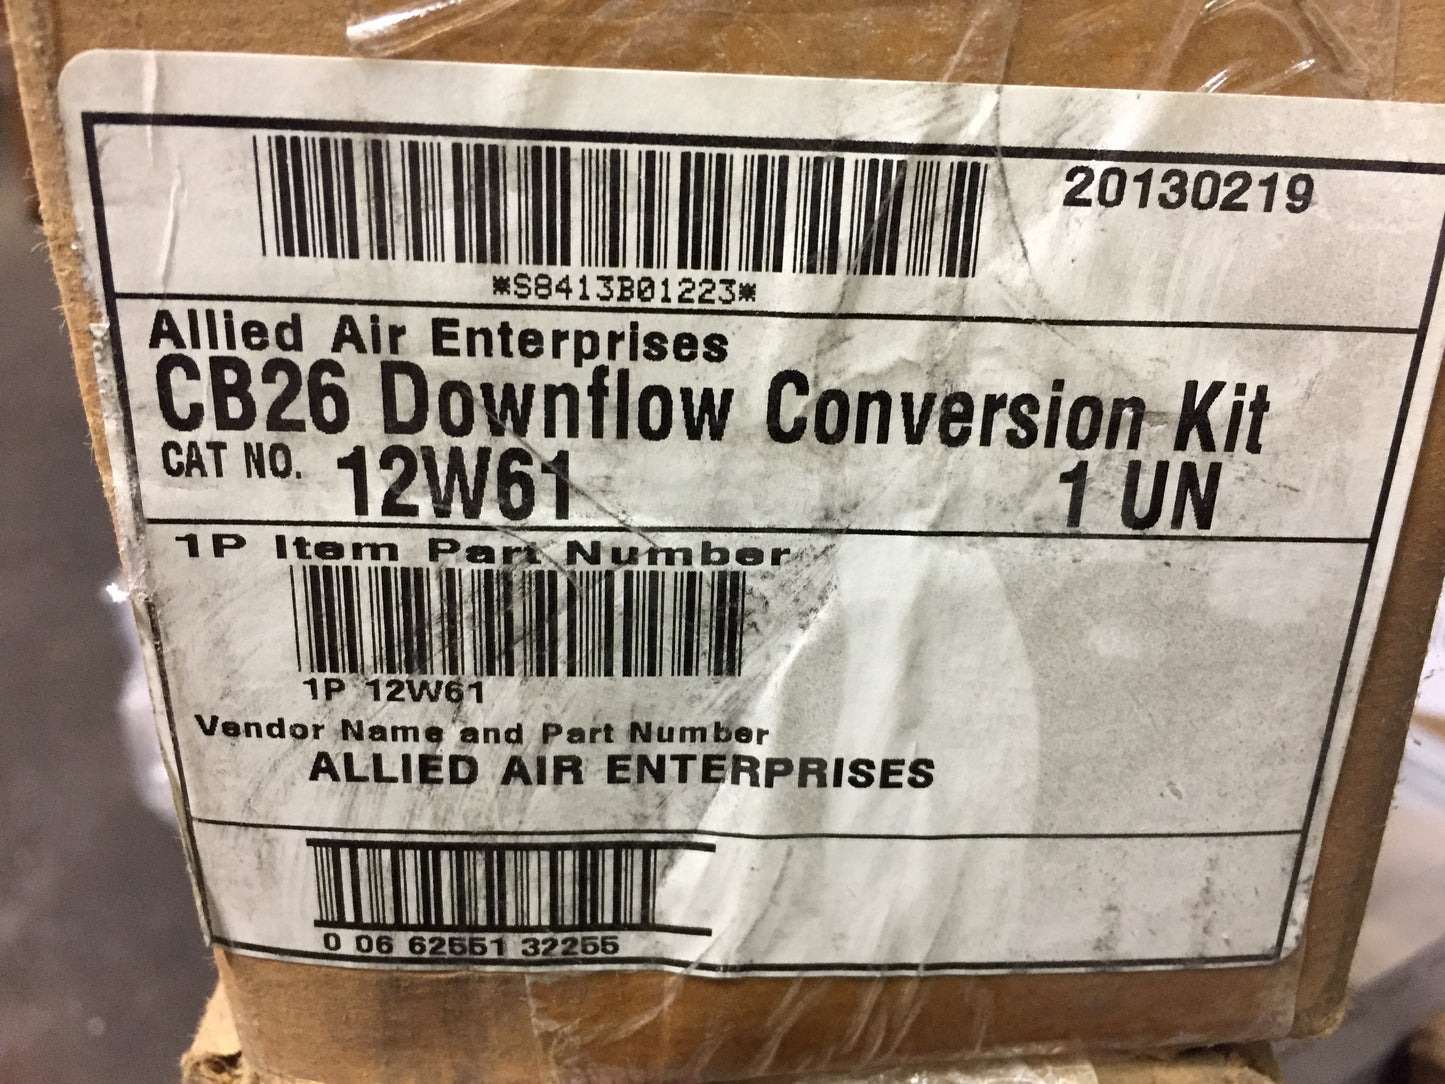 20130219
*S8413B01223*
Allied Air Enterprises
CB26 Downflow Conversion Kit
CAT NO. 12W61 1 UN
1P Item Part Number
1P 12W61
Vendor Name and Part Number
ALLIED AIR ENTERPRISES
0 06 62551 32255